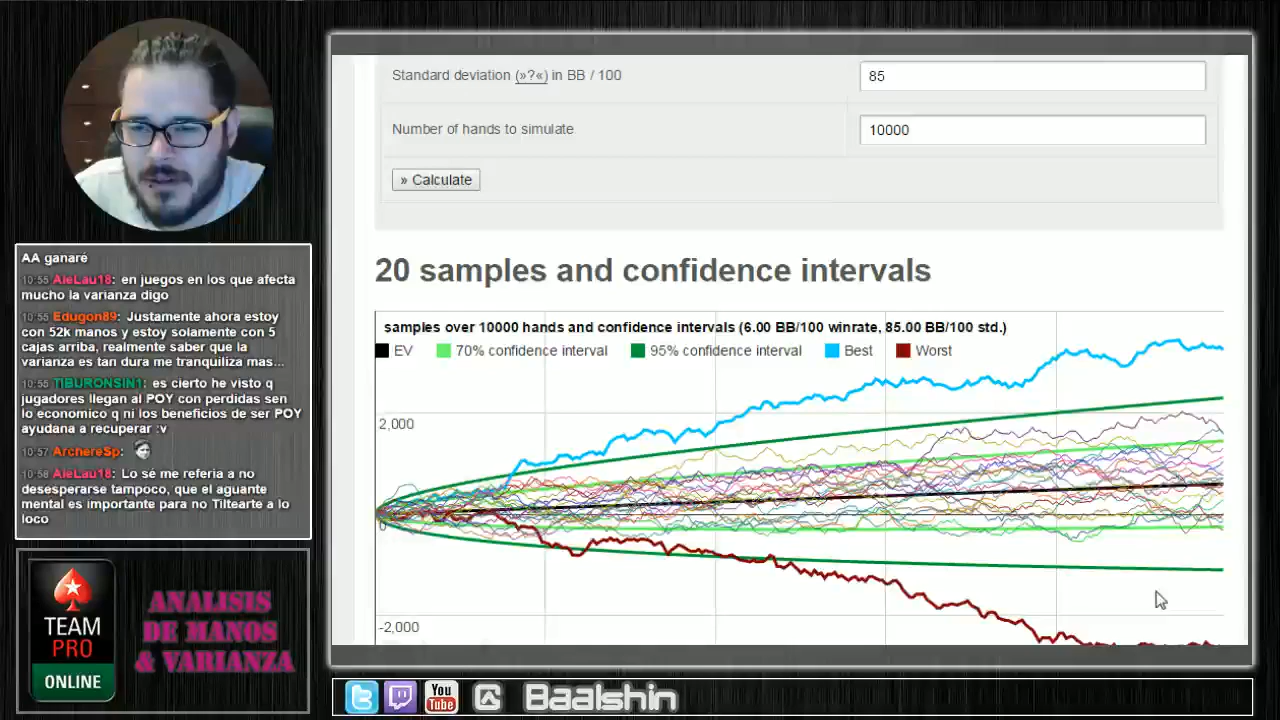 Standard deviation (»?«) in BB / 100
85
Number of hands to simulate
10000
» Calculate
20 samples and confidence intervals
samples over 10000 hands and confidence intervals (6.00 BB/100 winrate, 85.00 BB/100 std.)
EV
70% confidence interval
95% confidence interval
Best
Worst
2,000
0
-2,000
AA ganaré
10:55 AleLau18: en juegos en los que afecta
mucho la varianza digo
10:55 Edugon89: Justamente ahora estoy
con 52k manos y estoy solamente con 5
cajas arriba, realmente saber que la
varianza es tan dura me tranquiliza mas...
10:55 TIBURONSIN1: es cierto he visto q
jugadores llegan al POY con perdidas sen
lo economico q ni los beneficios de ser POY
ayudana a recuperar :v
10:57 ArchereSp:
10:58 AleLau18: Lo sé me referia a no
desesperarse tampoco, que el aguante
mental es importante para no Tiltearte a lo
loco
TEAM
PRO
ONLINE
ANALISIS
DE MANOS
& VARIANZA
You
Tube
Baalshin